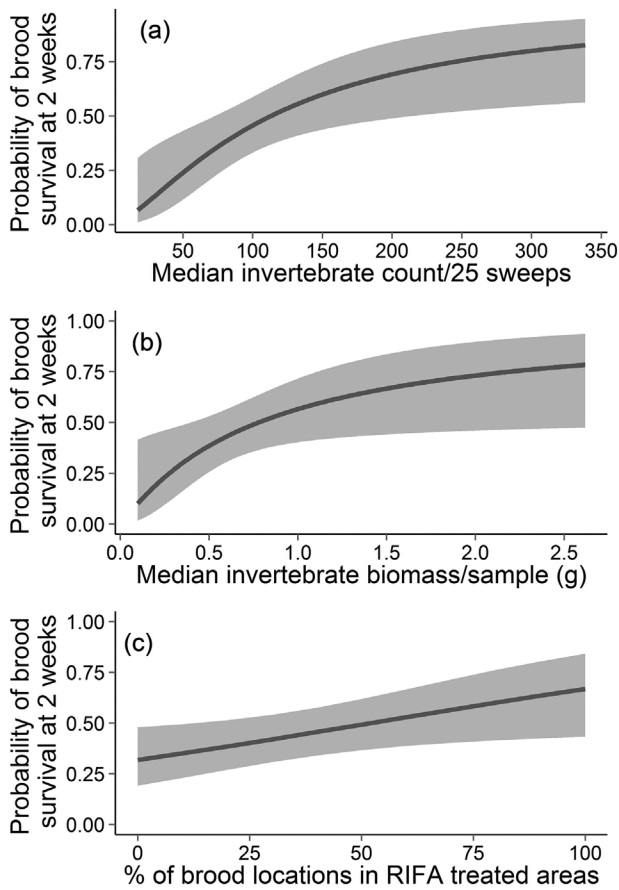 (a)
Probability of brood
survival at 2 weeks
0.75
0.50
0.25
0.00
50 100 150 200 250 300 350
Median invertebrate count/25 sweeps
(b)
Probability of brood
survival at 2 weeks
1.00
0.75
0.50
0.25
0.00
0.0 0.5 1.0 1.5 2.0 2.5
Median invertebrate biomass/sample (g)
(c)
Probability of brood
survival at 2 weeks
1.00
0.75
0.50
0.25
0.00
0 25 50 75 100
% of brood locations in RIFA treated areas